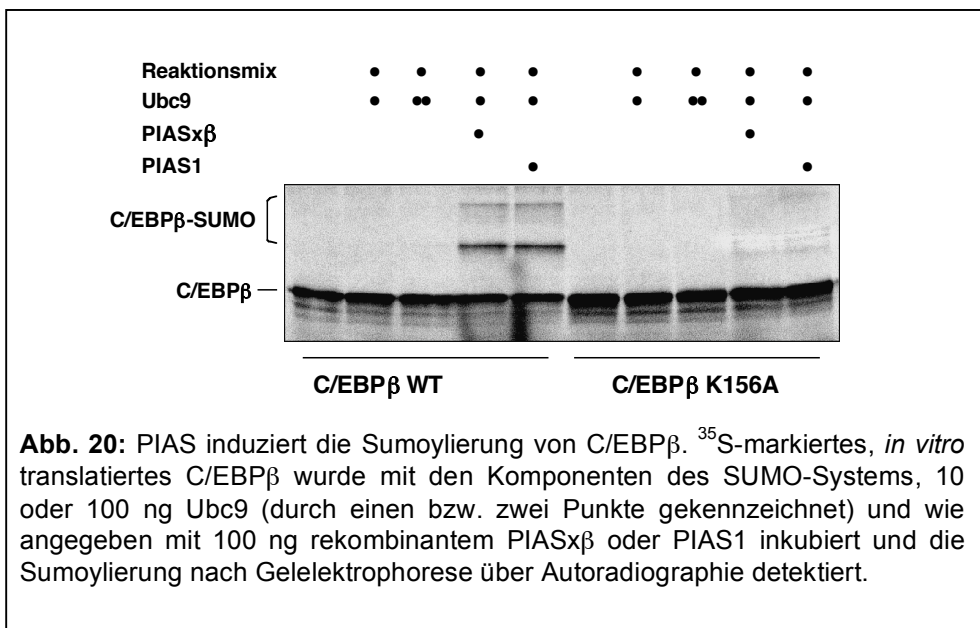 Reaktionsmix
Ubc9
PIASxβ
PIAS1
C/EBPβ-SUMO
C/EBPβ
C/EBPβ WT C/EBPβ K156A
Abb. 20: PIAS induziert die Sumoylierung von C/EBPβ. ³⁵S-markiertes, in vitro
translatiertes C/EBPβ wurde mit den Komponenten des SUMO-Systems, 10
oder 100 ng Ubc9 (durch einen bzw. zwei Punkte gekennzeichnet) und wie
angegeben mit 100 ng rekombinantem PIASxβ oder PIAS1 inkubiert und die
Sumoylierung nach Gelelektrophorese über Autoradiographie detektiert.